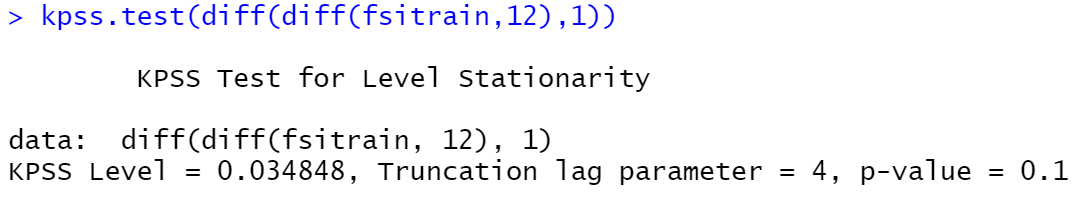 > kpss.test(diff(diff(fsitrain,12),1))
KPSS Test for Level Stationarity
data:  diff(diff(fsitrain, 12), 1)
KPSS Level = 0.034848, Truncation lag parameter = 4, p-value = 0.1